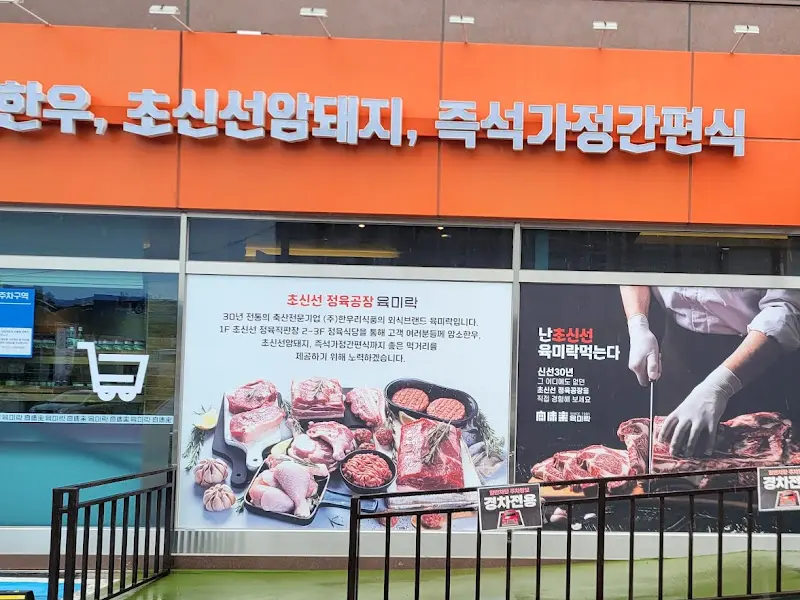 한우, 초신선암돼지, 즉석가정간편식
주차구역
초신선 정육공장 육미락
30년 전통의 축산전문기업 (주)한우리식품의 외식브랜드 육미락입니다.
1F 초신선 정육직판장 2~3F 정육식당을 통해 고객 여러분들께 암소한우,
초신선암돼지, 즉석가정간편식까지 좋은 먹거리를
제공하기 위해 노력하겠습니다.
난초신선
육미락먹는다
신선30년
그 어디에도 없던
초신선 정육공장을
직접 경험해 보세요
육미락
육미락
경차전용
경차전용